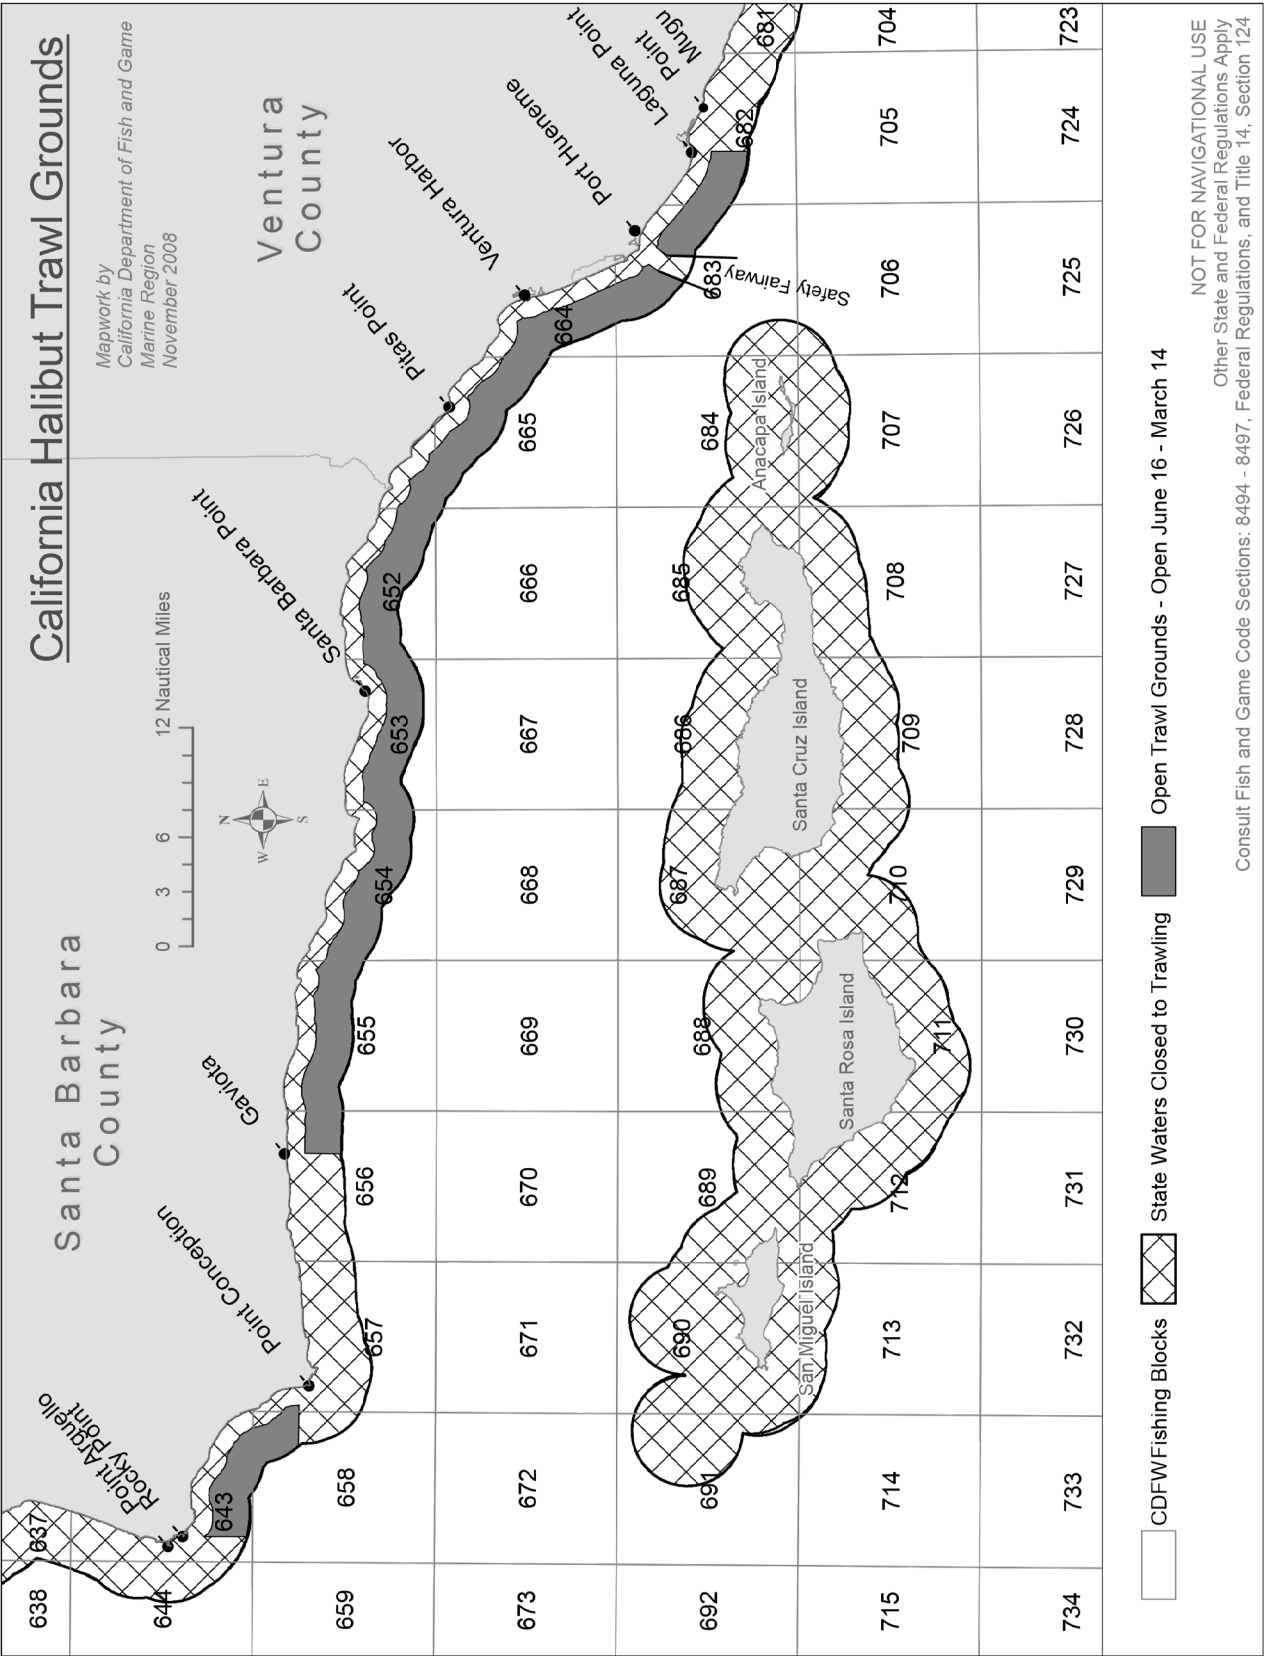 California Halibut Trawl Grounds
Mapwork by
California Department of Fish and Game
Marine Region
November 2008
Santa Barbara
County
Ventura
County
0 3 6 12 Nautical Miles
N
W E
S
Point Arguello
Rocky Point
Point Conception
Gaviota
Santa Barbara Point
Pitas Point
Ventura Harbor
Port Hueneme
Laguna Point
Point
Mugu
Safety Fairway
638
637
644
643
659
658
657
656
655
654
653
652
664
673
672
671
670
669
668
667
666
665
683
682
681
692
691
690
689
688
687
686
685
684
San Miguel Island
Santa Rosa Island
Santa Cruz Island
Anacapa Island
715
714
713
712
711
710
709
708
707
706
705
704
734
733
732
731
730
729
728
727
726
725
724
723
CDFW Fishing Blocks
State Waters Closed to Trawling
Open Trawl Grounds - Open June 16 - March 14
NOT FOR NAVIGATIONAL USE
Other State and Federal Regulations Apply
Consult Fish and Game Code Sections: 8494 - 8497, Federal Regulations, and Title 14, Section 124